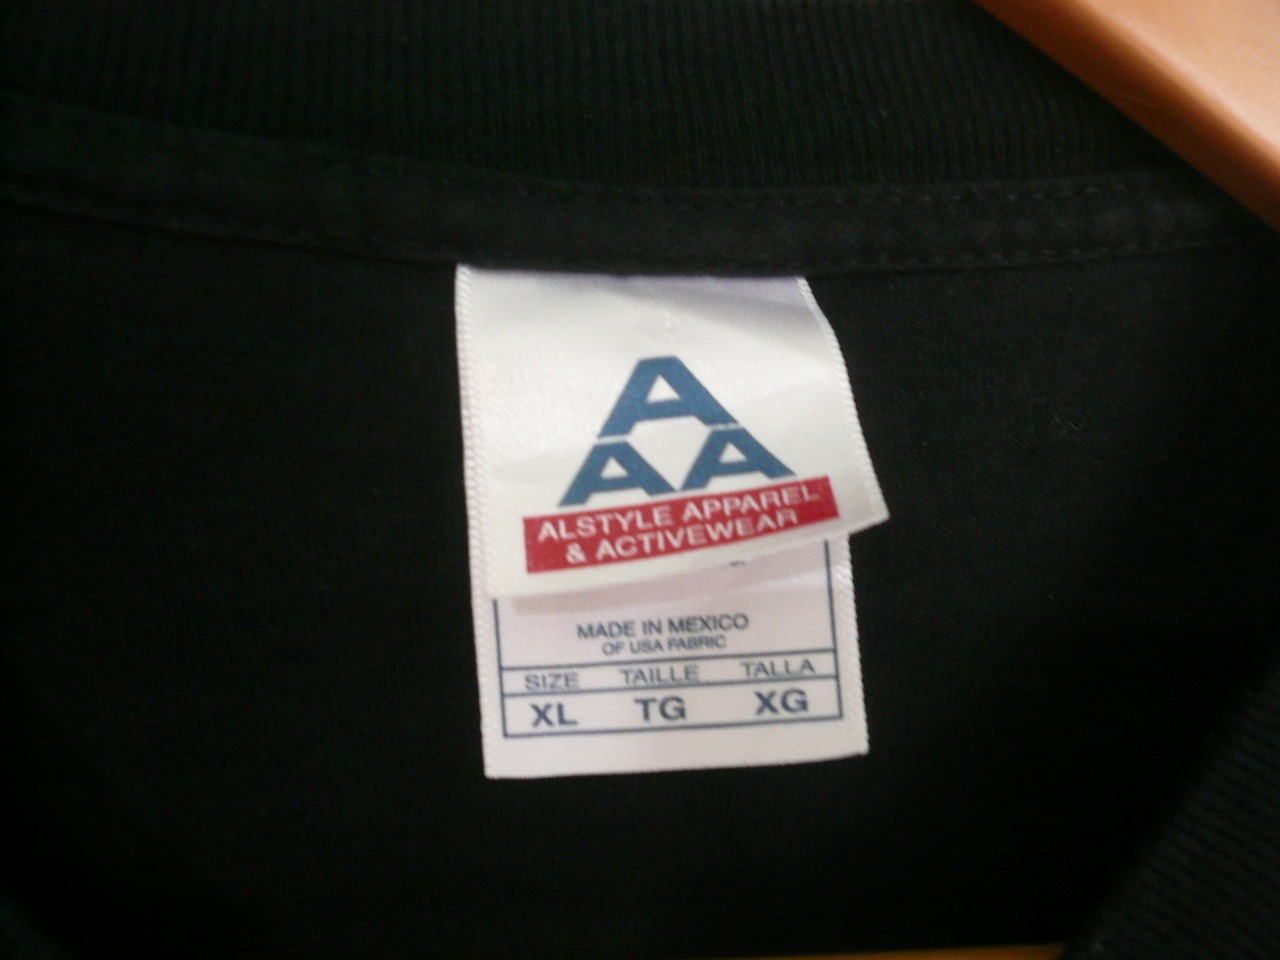 A
AA
ALSTYLE APPAREL
& ACTIVEWEAR
MADE IN MEXICO
OF USA FABRIC
SIZE TAILLE TALLA
XL TG XG